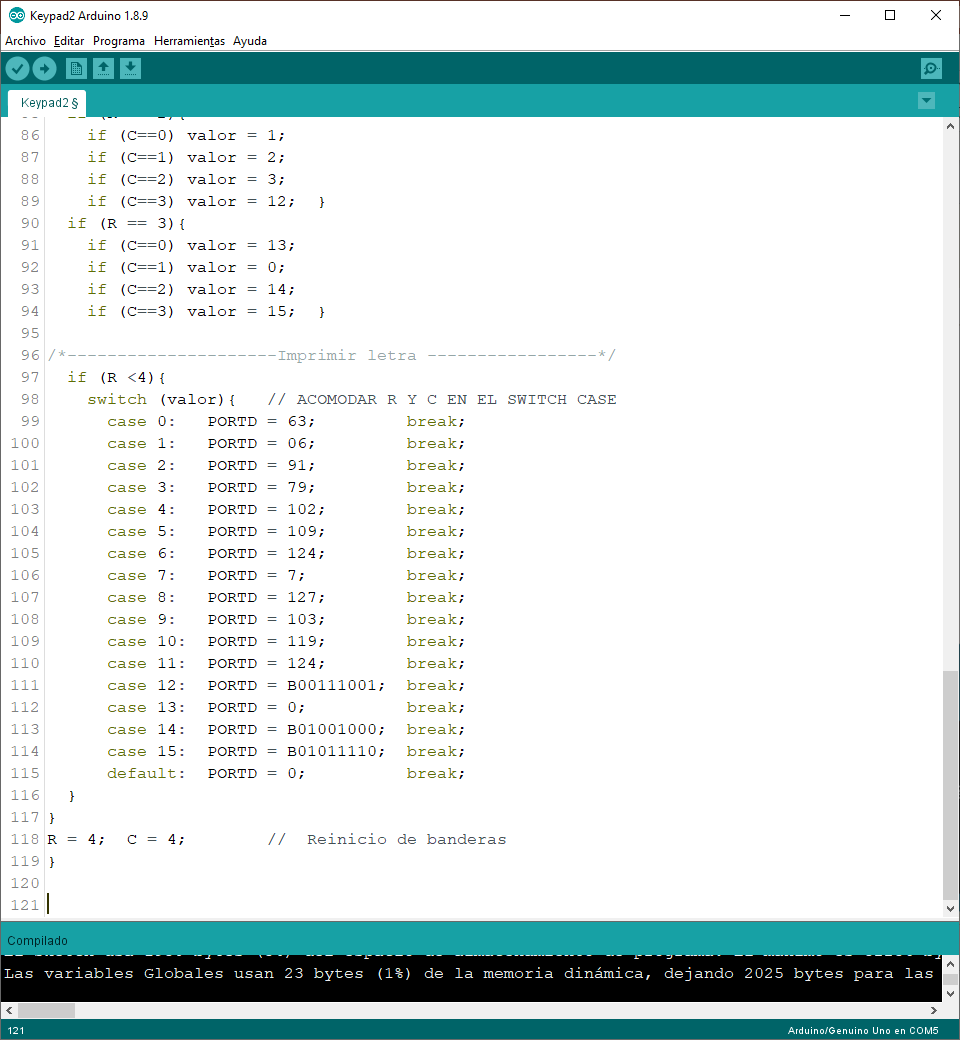 Keypad2 Arduino 1.8.9
Archivo Editar Programa Herramientas Ayuda
Keypad2 §
86 if (C==0) valor = 1;
87 if (C==1) valor = 2;
88 if (C==2) valor = 3;
89 if (C==3) valor = 12; }
90 if (R == 3){
91 if (C==0) valor = 13;
92 if (C==1) valor = 0;
93 if (C==2) valor = 14;
94 if (C==3) valor = 15; }
95
96 /*---------------------Imprimir letra -----------------*/
97 if (R <4){
98 switch (valor){ // ACOMODAR R Y C EN EL SWITCH CASE
99 case 0: PORTD = 63; break;
100 case 1: PORTD = 06; break;
101 case 2: PORTD = 91; break;
102 case 3: PORTD = 79; break;
103 case 4: PORTD = 102; break;
104 case 5: PORTD = 109; break;
105 case 6: PORTD = 124; break;
106 case 7: PORTD = 7; break;
107 case 8: PORTD = 127; break;
108 case 9: PORTD = 103; break;
109 case 10: PORTD = 119; break;
110 case 11: PORTD = 124; break;
111 case 12: PORTD = B00111001; break;
112 case 13: PORTD = 0; break;
113 case 14: PORTD = B01001000; break;
114 case 15: PORTD = B01011110; break;
115 default: PORTD = 0; break;
116 }
117 }
118 R = 4; C = 4; // Reinicio de banderas
119 }
120
121
Compilado
Las variables Globales usan 23 bytes (1%) de la memoria dinámica, dejando 2025 bytes para las
121 Arduino/Genuino Uno en COM5